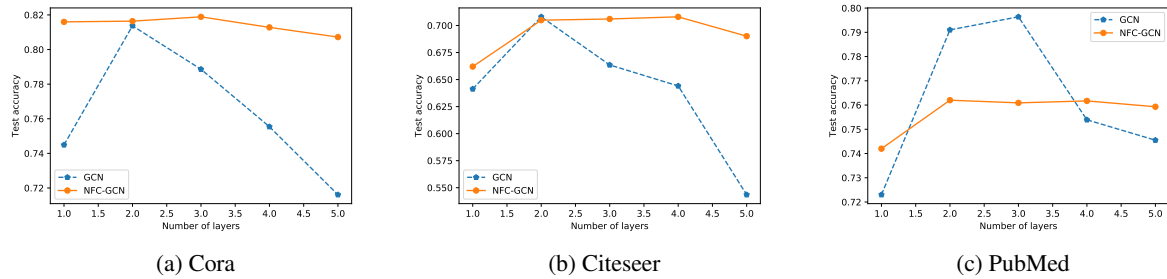 0.82
0.80
0.78
0.76
0.74
0.72
Test accuracy
GCN
NFC-GCN
1.0 1.5 2.0 2.5 3.0 3.5 4.0 4.5 5.0
Number of layers
(a) Cora
0.700
0.675
0.650
0.625
0.600
0.575
0.550
Test accuracy
GCN
NFC-GCN
1.0 1.5 2.0 2.5 3.0 3.5 4.0 4.5 5.0
Number of layers
(b) Citeseer
0.80
0.79
0.78
0.77
0.76
0.75
0.74
0.73
0.72
Test accuracy
GCN
NFC-GCN
1.0 1.5 2.0 2.5 3.0 3.5 4.0 4.5 5.0
Number of layers
(c) PubMed